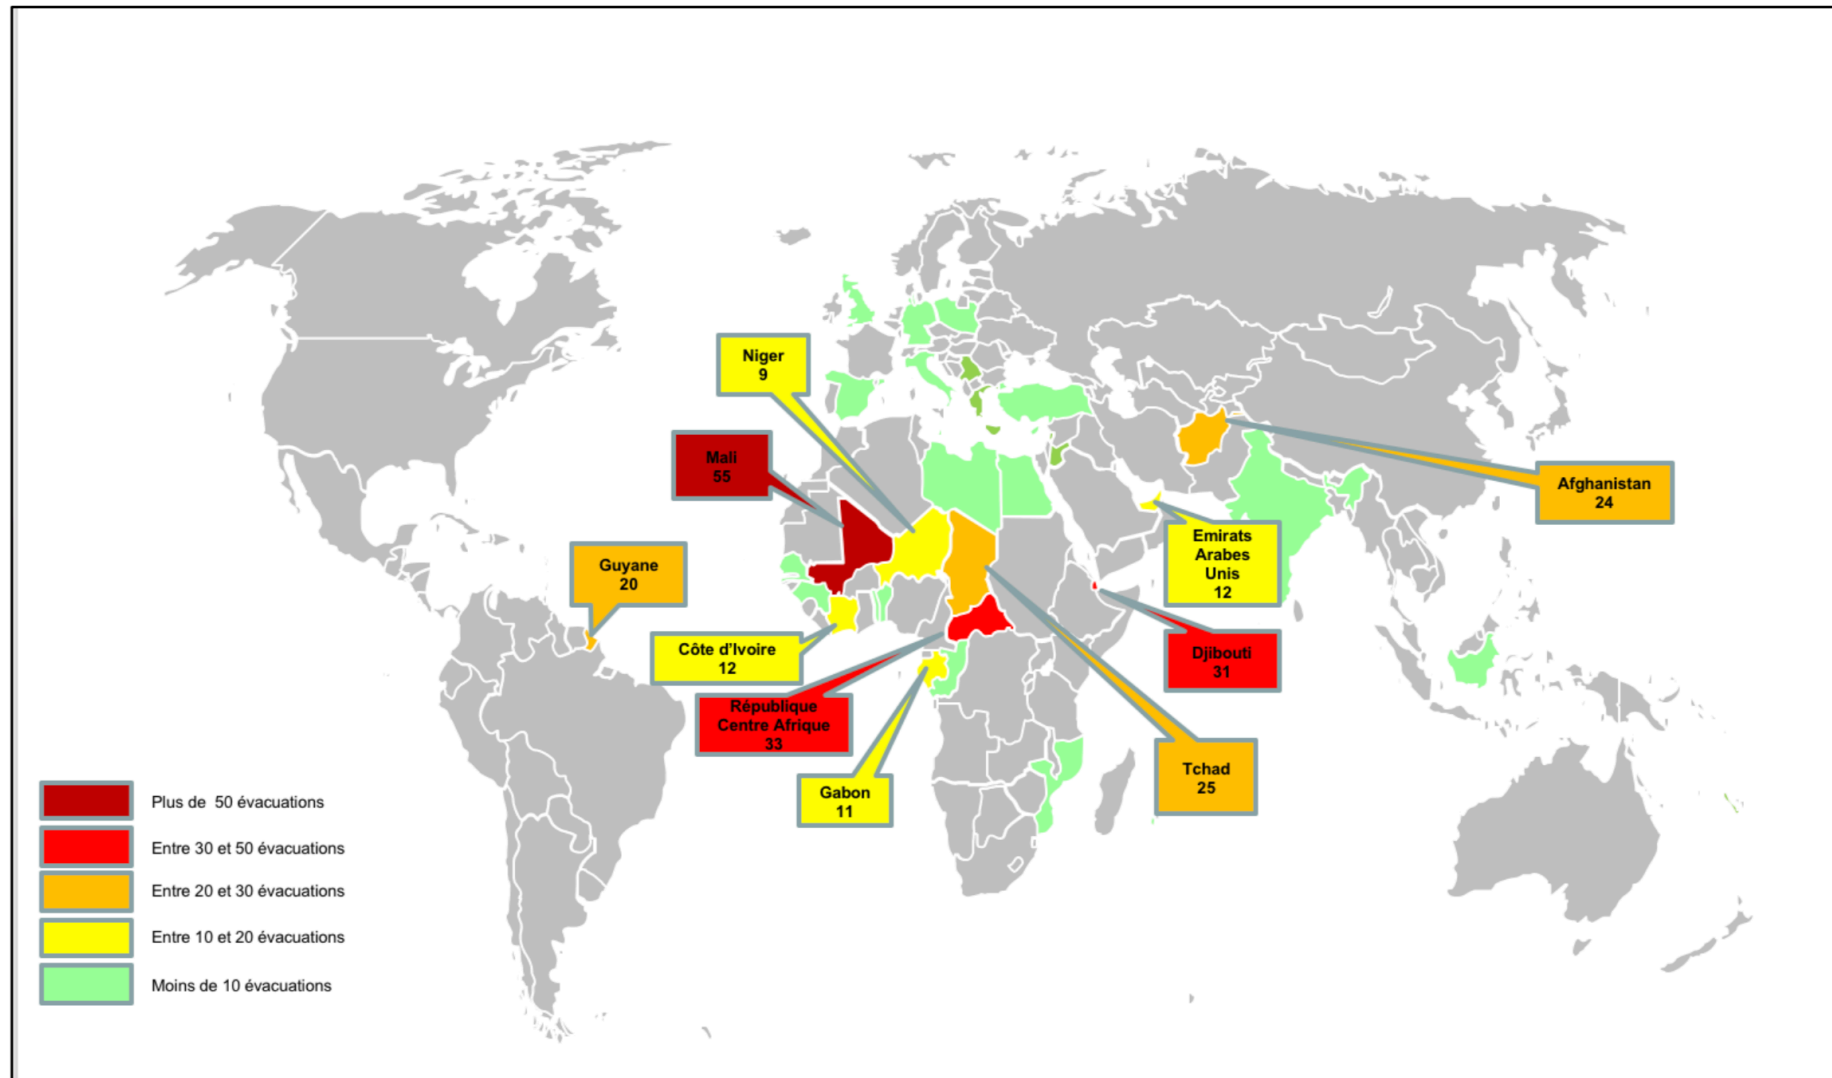 Niger
9
Mali
55
Afghanistan
24
Emirats
Arabes
Unis
12
Guyane
20
Côte d'Ivoire
12
Djibouti
31
République
Centre Afrique
33
Tchad
25
Gabon
11
Plus de  50 évacuations
Entre 30 et 50 évacuations
Entre 20 et 30 évacuations
Entre 10 et 20 évacuations
Moins de 10 évacuations